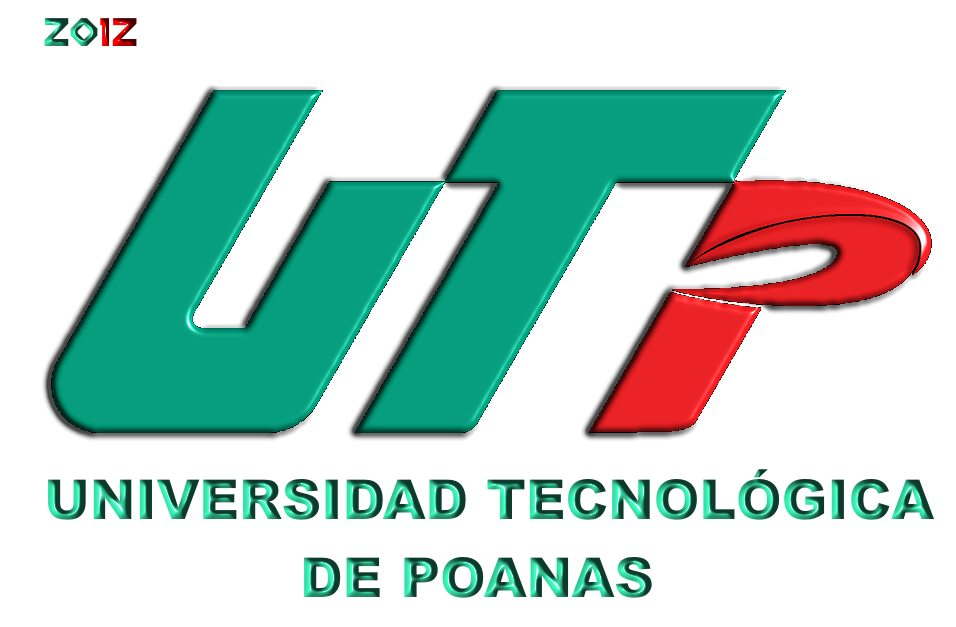 2012
UTP
UNIVERSIDAD TECNOLÓGICA
DE POANAS